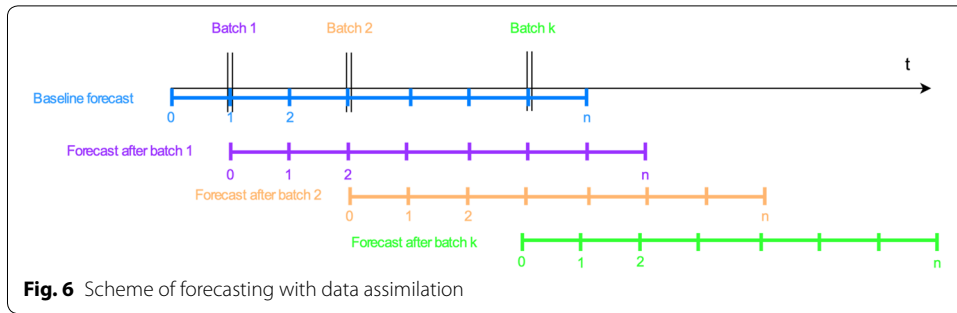 Batch 1 Batch 2 Batch k
t
Baseline forecast
0 1 2 n
Forecast after batch 1
0 1 2 n
Forecast after batch 2
0 1 2 n
Forecast after batch k
0 1 2 n
Fig. 6 Scheme of forecasting with data assimilation